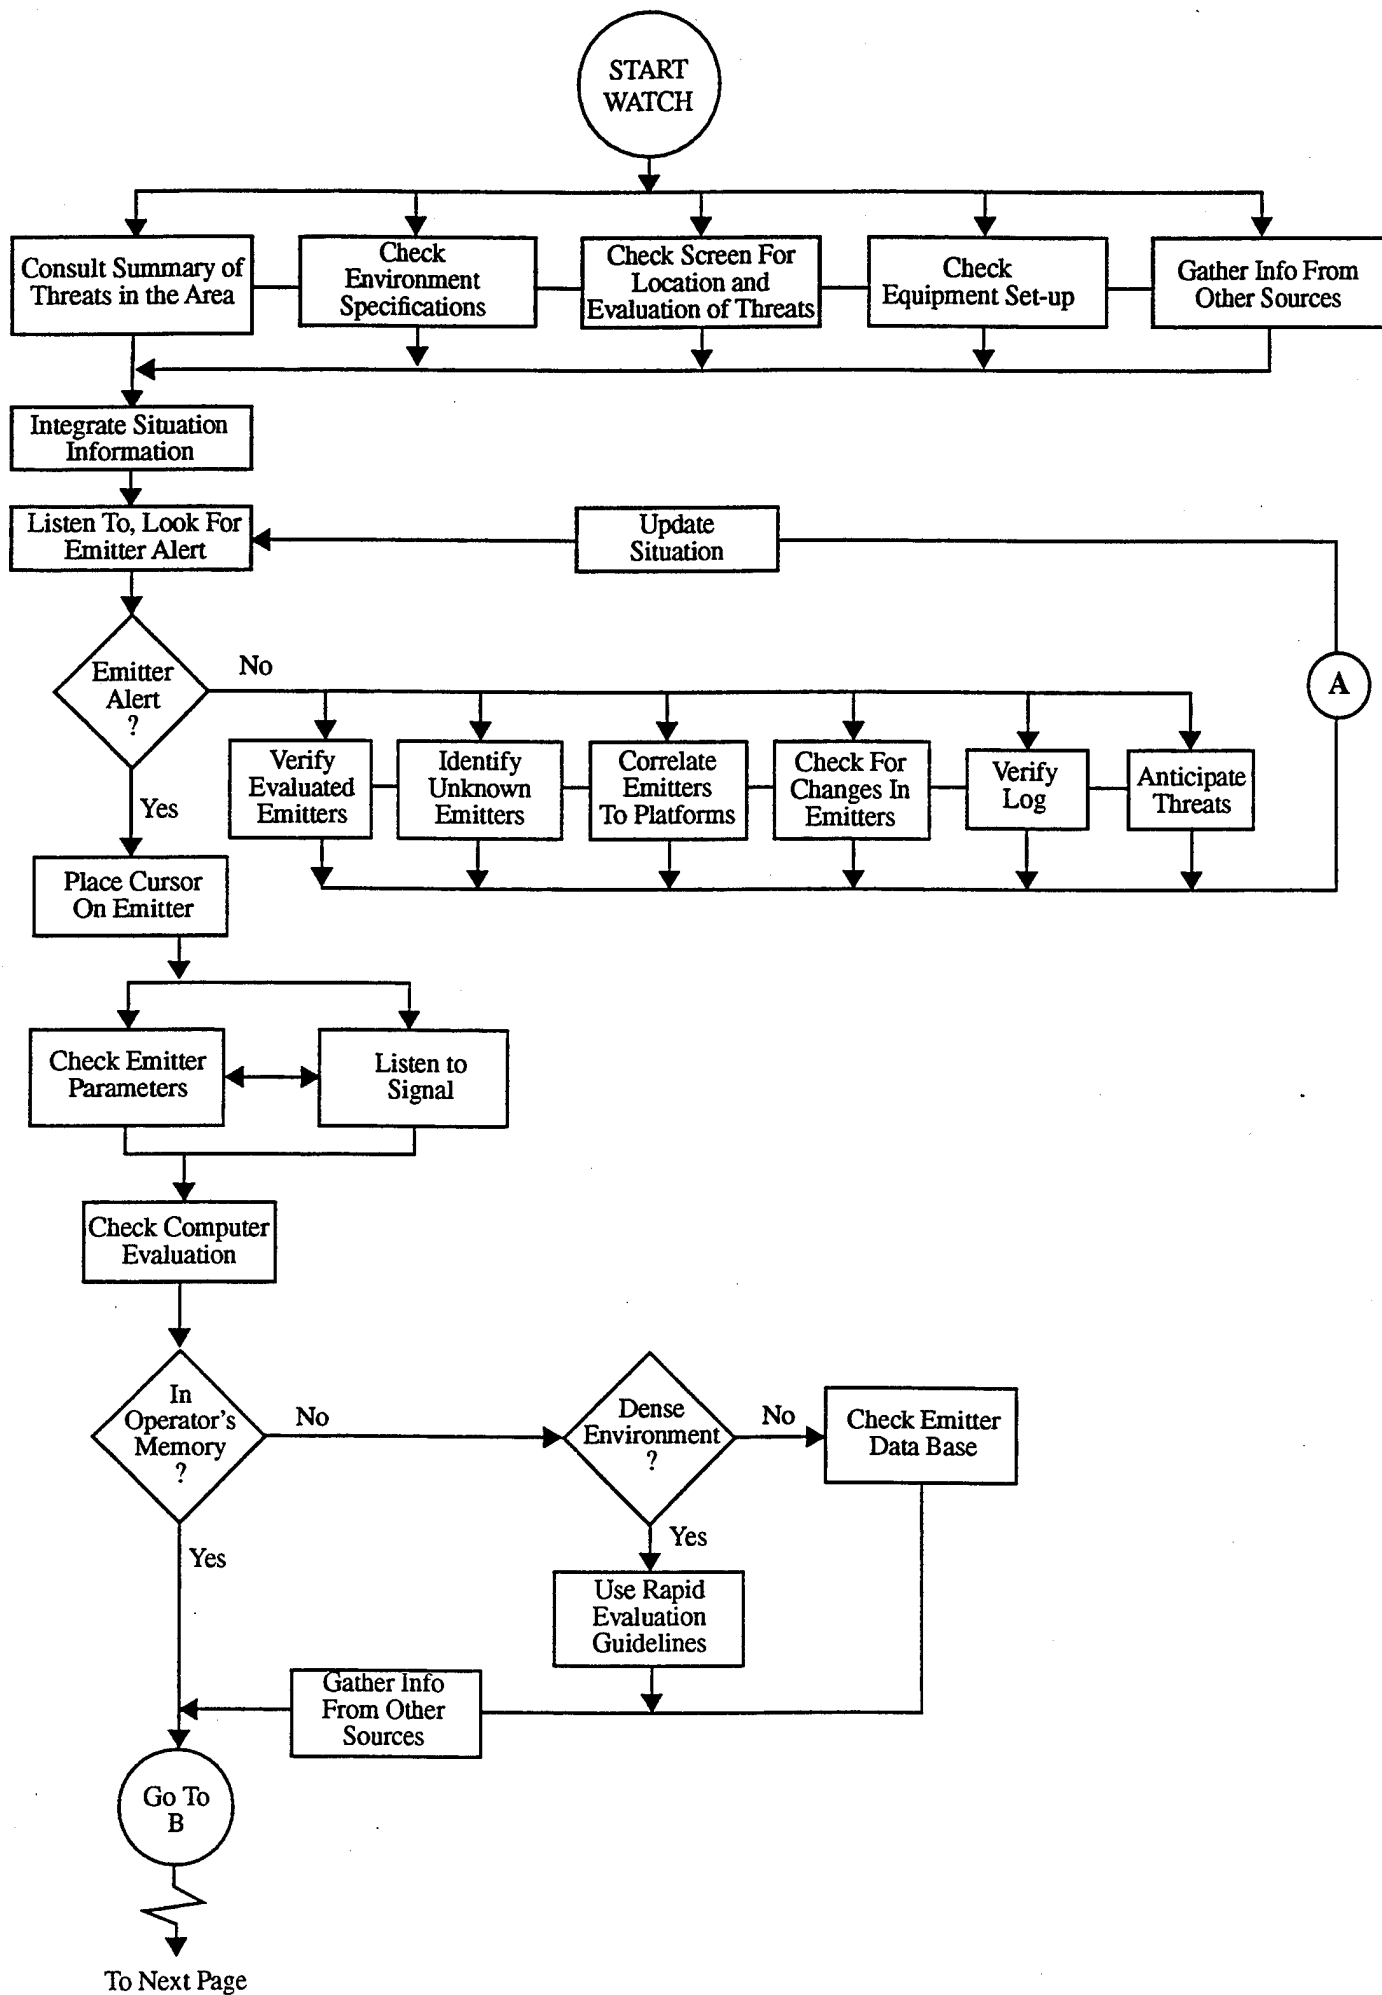 START
WATCH
Consult Summary of
Threats in the Area
Check
Environment
Specifications
Check Screen For
Location and
Evaluation of Threats
Check
Equipment Set-up
Gather Info From
Other Sources
Integrate Situation
Information
Listen To, Look For
Emitter Alert
Update
Situation
Emitter
Alert
?
No
A
Verify
Evaluated
Emitters
Identify
Unknown
Emitters
Correlate
Emitters
To Platforms
Check For
Changes In
Emitters
Verify
Log
Anticipate
Threats
Yes
Place Cursor
On Emitter
Check Emitter
Parameters
Listen to
Signal
Check Computer
Evaluation
In
Operator's
Memory
?
No
Dense
Environment
?
No
Check Emitter
Data Base
Yes
Yes
Use Rapid
Evaluation
Guidelines
Gather Info
From Other
Sources
Go To
B
To Next Page